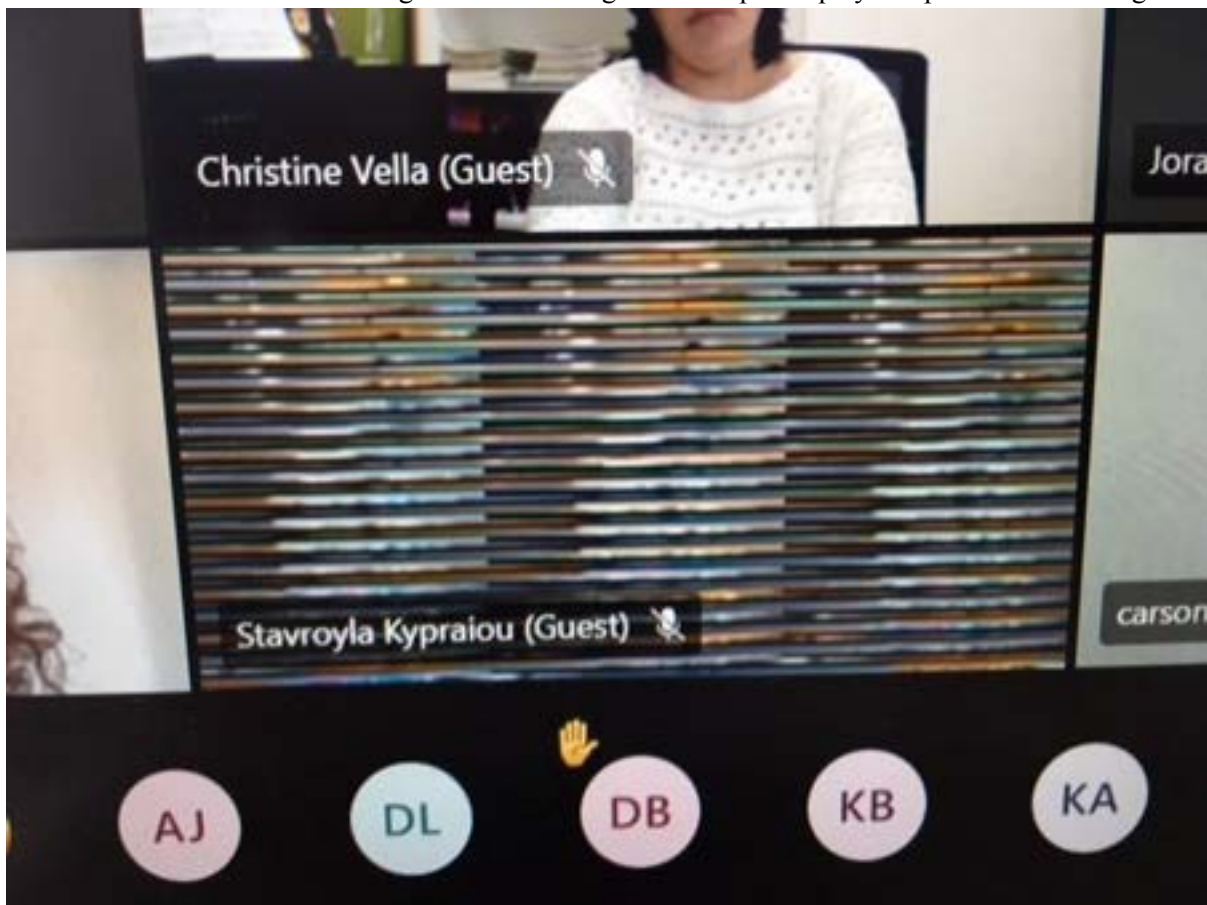 Christine Vella (Guest)
Jora
Stavroyla Kypraiou (Guest)
carson
AJ
DL
DB
KB
KA